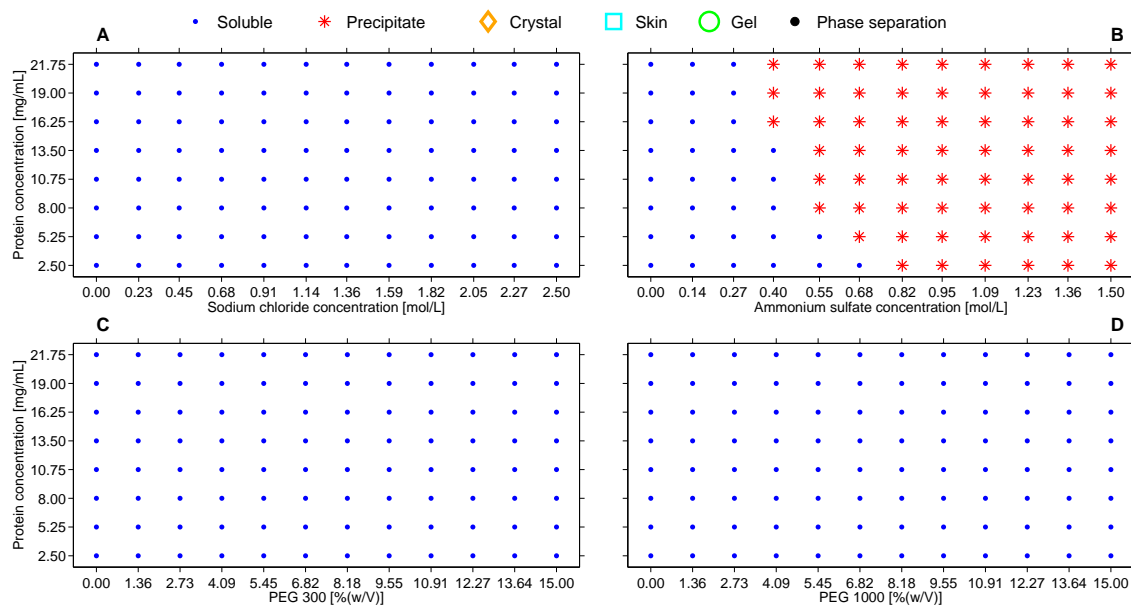 Soluble Precipitate Crystal Skin Gel Phase separation
A
B
Protein concentration [mg/mL]
21.75
19.00
16.25
13.50
10.75
8.00
5.25
2.50
0.00 0.23 0.45 0.68 0.91 1.14 1.36 1.59 1.82 2.05 2.27 2.50
Sodium chloride concentration [mol/L]
0.00 0.14 0.27 0.40 0.55 0.68 0.82 0.95 1.09 1.23 1.36 1.50
Ammonium sulfate concentration [mol/L]
C
D
Protein concentration [mg/mL]
21.75
19.00
16.25
13.50
10.75
8.00
5.25
2.50
0.00 1.36 2.73 4.09 5.45 6.82 8.18 9.55 10.91 12.27 13.64 15.00
PEG 300 [%(w/V)]
0.00 1.36 2.73 4.09 5.45 6.82 8.18 9.55 10.91 12.27 13.64 15.00
PEG 1000 [%(w/V)]